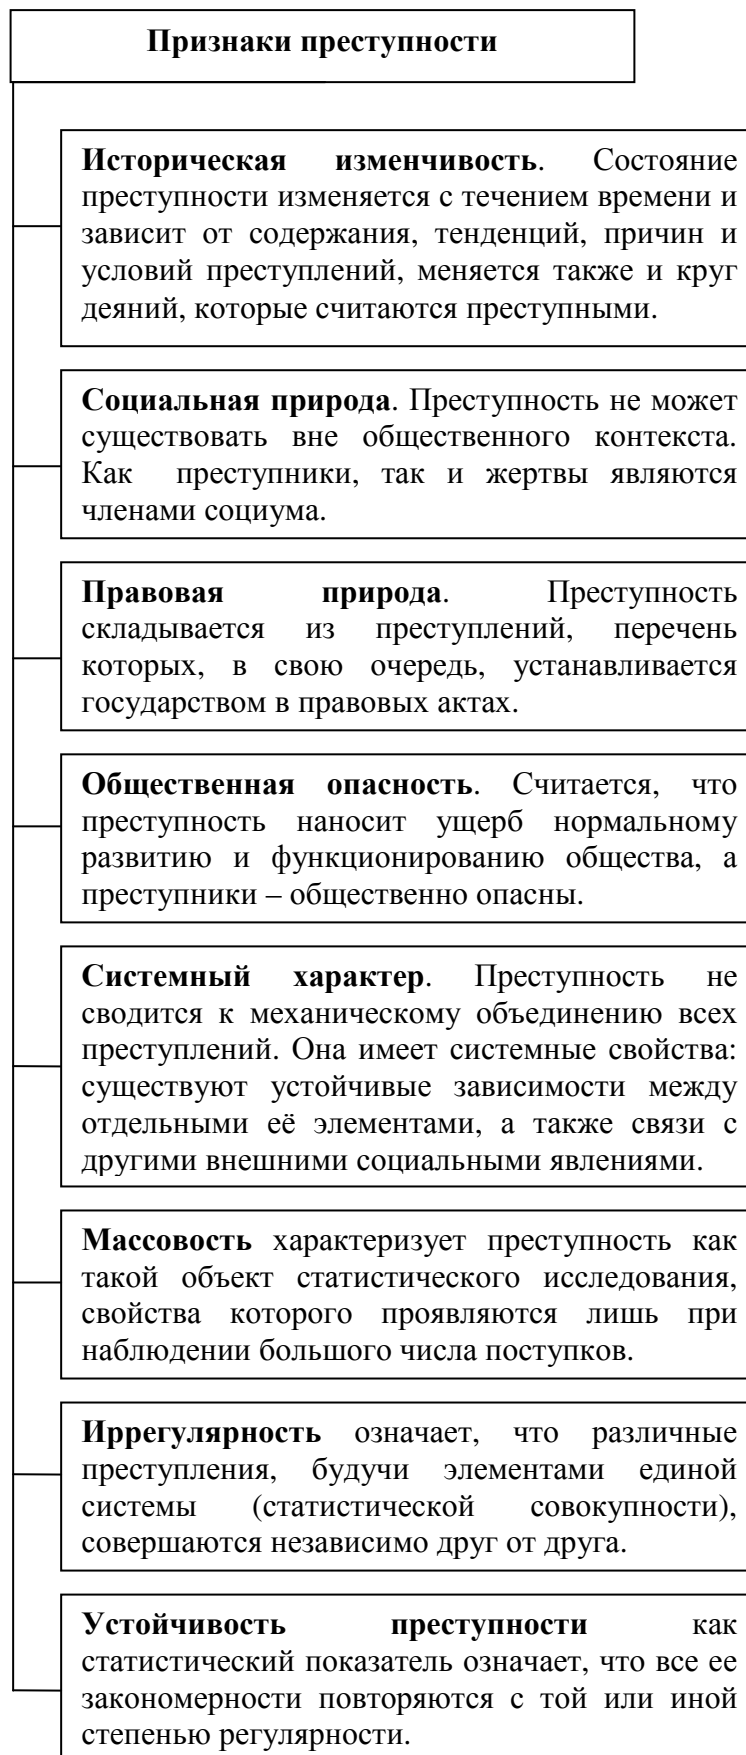 Признаки преступности
Историческая изменчивость. Состояние
преступности изменяется с течением времени и
зависит от содержания, тенденций, причин и
условий преступлений, меняется также и круг
деяний, которые считаются преступными.
Социальная природа. Преступность не может
существовать вне общественного контекста.
Как преступники, так и жертвы являются
членами социума.
Правовая природа. Преступность
складывается из преступлений, перечень
которых, в свою очередь, устанавливается
государством в правовых актах.
Общественная опасность. Считается, что
преступность наносит ущерб нормальному
развитию и функционированию общества, а
преступники – общественно опасны.
Системный характер. Преступность не
сводится к механическому объединению всех
преступлений. Она имеет системные свойства:
существуют устойчивые зависимости между
отдельными её элементами, а также связи с
другими внешними социальными явлениями.
Массовость характеризует преступность как
такой объект статистического исследования,
свойства которого проявляются лишь при
наблюдении большого числа поступков.
Иррегулярность означает, что различные
преступления, будучи элементами единой
системы (статистической совокупности),
совершаются независимо друг от друга.
Устойчивость преступности как
статистический показатель означает, что все ее
закономерности повторяются с той или иной
степенью регулярности.